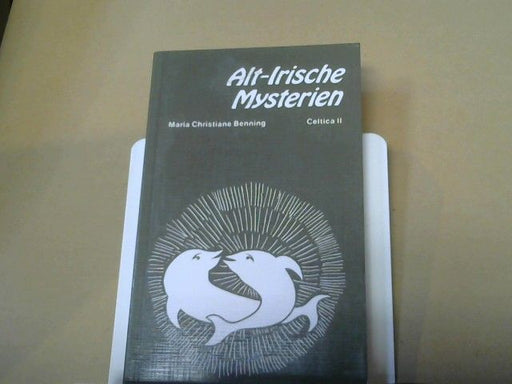 Alt-Irische
Mysterien
Maria Christiane Benning Celtica II